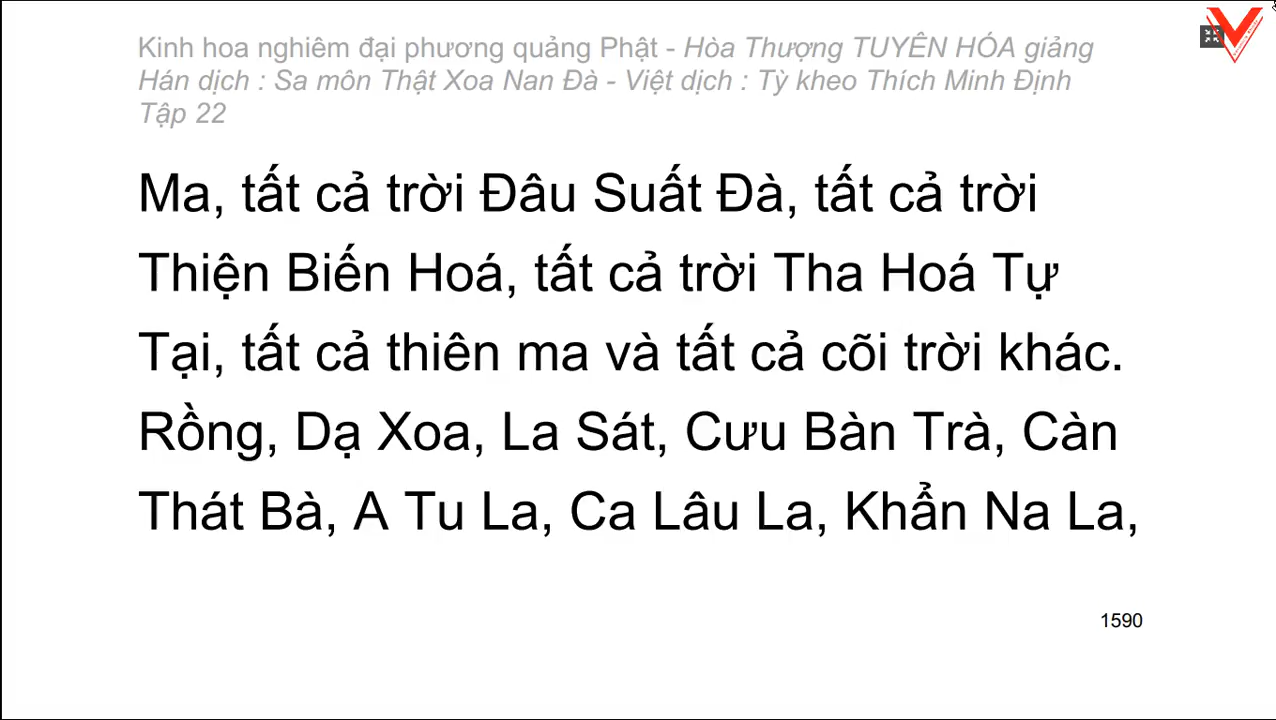 Kinh hoa nghiêm đại phương quảng Phật - Hòa Thượng TUYÊN HÓA giảng
Hán dịch : Sa môn Thật Xoa Nan Đà - Việt dịch : Tỳ kheo Thích Minh Định
Tập 22
Ma, tất cả trời Đâu Suất Đà, tất cả trời
Thiện Biến Hoá, tất cả trời Tha Hoá Tự
Tại, tất cả thiên ma và tất cả cõi trời khác.
Rồng, Dạ Xoa, La Sát, Cưu Bàn Trà, Càn
Thát Bà, A Tu La, Ca Lâu La, Khẩn Na La,
1590